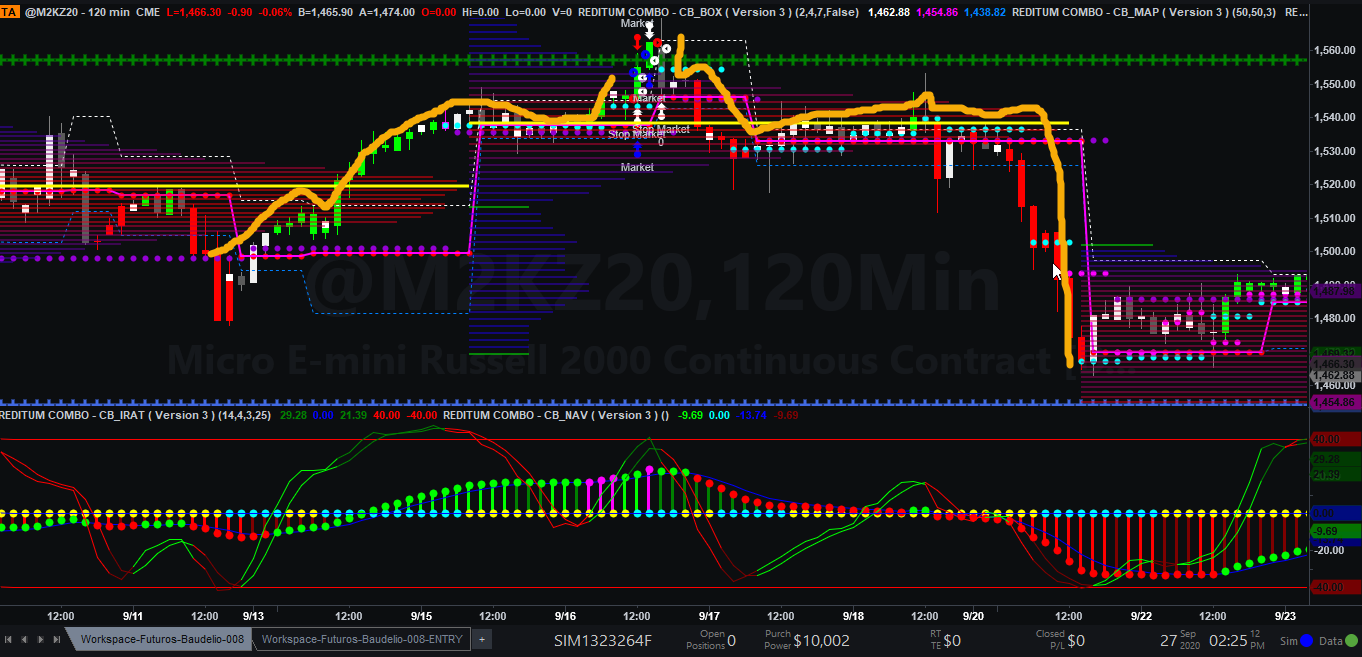 TA @M2KZ20 - 120 min CME L=1,466.30 -0.90 -0.06% B=1,465.90 A=1,474.00 O=0.00 Hi=0.00 Lo=0.00 V=0 REDITUM COMBO - CB_BOX ( Version 3 ) (2,4,7,False) 1,462.88 1,454.86 1,438.82 REDITUM COMBO - CB_MAP ( Version 3 ) (50,50,3) RE...
Market
1,560.00
1,550.00
Market
1,540.00
Stop Market
Stop Market
0
1,530.00
Market
1,520.00
1,510.00
1,500.00
@M2KZ20, 120Min
1,480.00
Micro E-mini Russell 2000 Continuous Contract
1,466.30
1,462.88
1,460.00
1,454.86
REDITUM COMBO - CB_IRAT ( Version 3 ) (14,4,3,25) 29.28 0.00 21.39 40.00 -40.00 REDITUM COMBO - CB_NAV ( Version 3 ) () -9.69 0.00 -13.74 -9.69
40.00
29.28
21.39
0.00
-9.69
-20.00
-40.00
12:00 9/11 12:00 9/13 12:00 9/15 12:00 9/16 12:00 9/17 12:00 9/18 12:00 9/20 12:00 9/22 12:00 9/23
Workspace-Futuros-Baudelio-008 Workspace-Futuros-Baudelio-008-ENTRY +
SIM1323264F Open Positions 0 Purch Power $10,002 RT TE $0 Closed P/L $0 27 Sep 2020 02:25 12 PM Sim Data